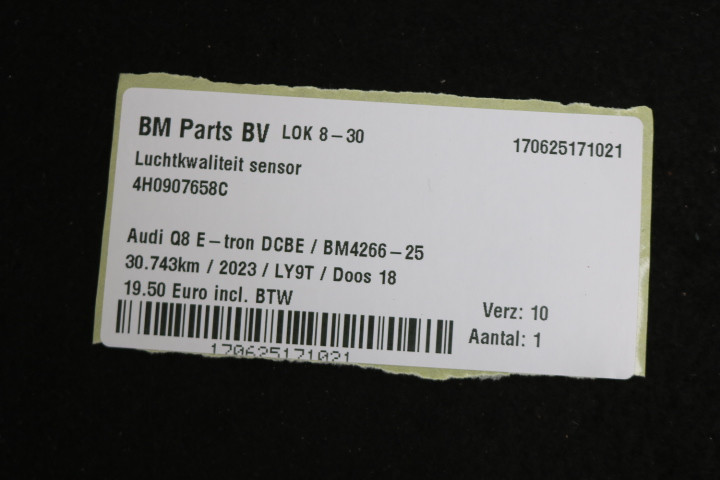 BM Parts BV LOK 8-30 170625171021
Luchtkwaliteit sensor
4H0907658C
Audi Q8 E-tron DCBE / BM4266-25
30.743km / 2023 / LY9T / Doos 18
19.50 Euro incl. BTW
Verz: 10
Aantal: 1
170625171021